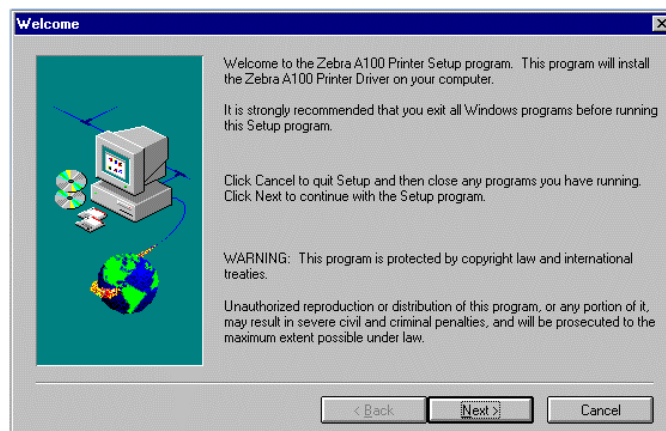 Welcome
Welcome to the Zebra A100 Printer Setup program. This program will install
the Zebra A100 Printer Driver on your computer.
It is strongly recommended that you exit all Windows programs before running
this Setup program.
Click Cancel to quit Setup and then close any programs you have running.
Click Next to continue with the Setup program.
WARNING: This program is protected by copyright law and international
treaties.
Unauthorized reproduction or distribution of this program, or any portion of it,
may result in severe civil and criminal penalties, and will be prosecuted to the
maximum extent possible under law.
< Back Next > Cancel